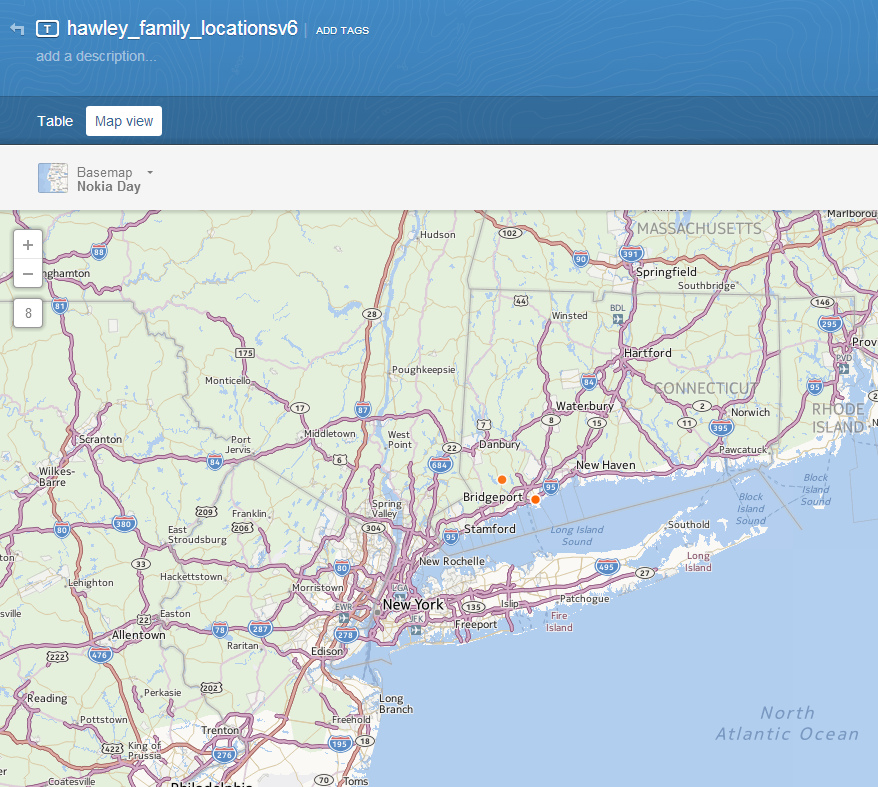 T hawley_family_locationsv6 ADD TAGS
add a description...
Table Map view
Basemap
Nokia Day
+
−
8
Hudson
102
MASSACHUSETTS
Marlborou
88
90
391
Springfield
nghamton
Southbridge
81
44
146
28
Winsted
BDL
295
175
Hartford
Prov
PVD
Poughkeepsie
Monticello
84
CONNECTICUT
95
17
87
Waterbury
2
Norwich
RHODE
ISLAND
Middletown
West
Point
7
8
15
11
395
Scranton
Port
Jervis
22
Danbury
Pawcatuck
84
6
684
New Haven
Wilkes-
Barre
Block
Island
Sound
Bridgeport
95
Block
Island
Sound
209
Franklin
Spring
Valley
80
380
206
304
Stamford
Long Island
Sound
Southold
East
Stroudsburg
95
33
New Rochelle
Long
Island
Hackettstown
80
495
27
Lehighton
Morristown
LGA
Patchogue
sville
Easton
EWR
New York
135
Islip
22
JFK
Fire
Island
Allentown
78
287
278
Freeport
222
476
Raritan
Edison
202
Reading
Perkasie
Long
Branch
North
Atlantic Ocean
Pottstown
Trenton
Freehold
422
King of
Prussia
276
195
18
Coatesville
Philadelphia
70
Toms